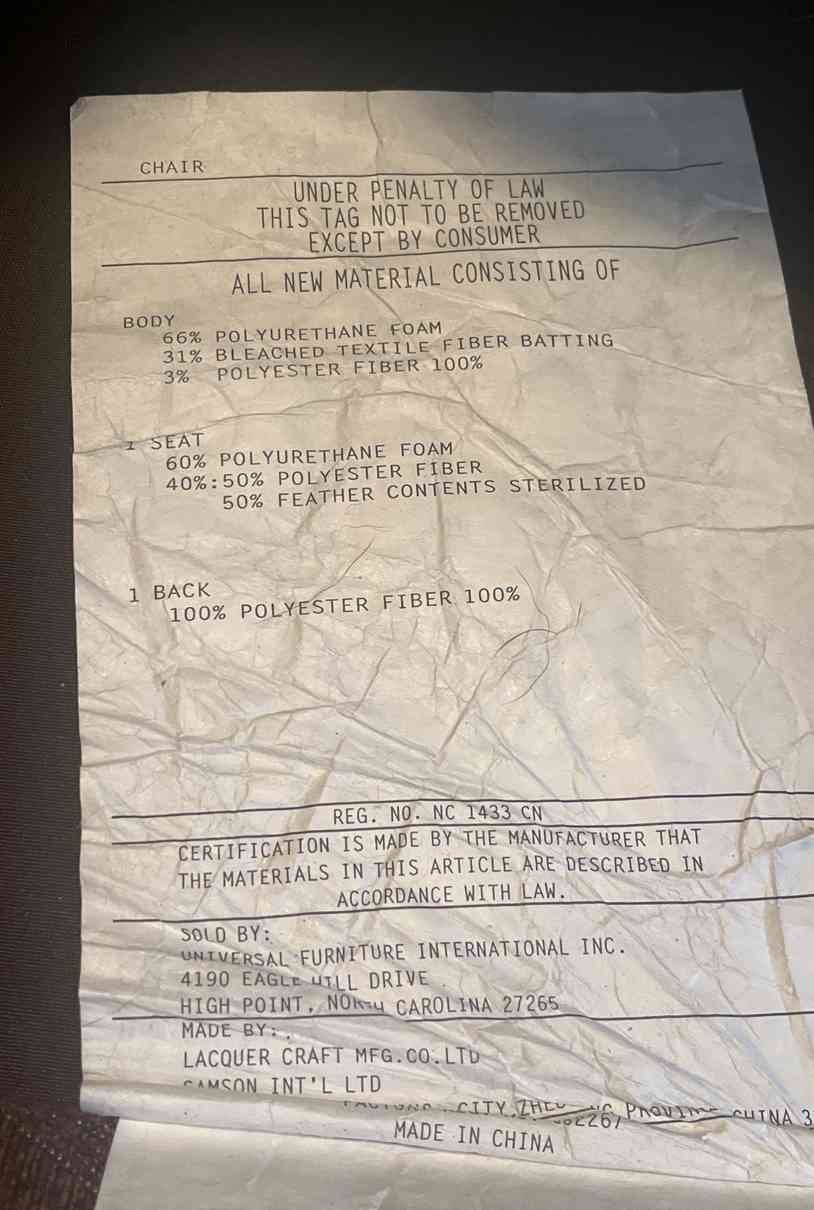 CHAIR
UNDER PENALTY OF LAW
THIS TAG NOT TO BE REMOVED
EXCEPT BY CONSUMER
ALL NEW MATERIAL CONSISTING OF
BODY
66% POLYURETHANE FOAM
31% BLEACHED TEXTILE FIBER BATTING
3% POLYESTER FIBER 100%
1 SEAT
60% POLYURETHANE FOAM
40%:50% POLYESTER FIBER
50% FEATHER CONTENTS STERILIZED
1 BACK
100% POLYESTER FIBER 100%
REG. NO. NC 1433 CN
CERTIFICATION IS MADE BY THE MANUFACTURER THAT
THE MATERIALS IN THIS ARTICLE ARE DESCRIBED IN
ACCORDANCE WITH LAW.
SOLD BY:
UNIVERSAL FURNITURE INTERNATIONAL INC.
4190 EAGLE HILL DRIVE
HIGH POINT, NORTH CAROLINA 27265
MADE BY:
LACQUER CRAFT MFG.CO.LTD
SAMSON INT'L LTD
CITY, CHINA 3
MADE IN CHINA